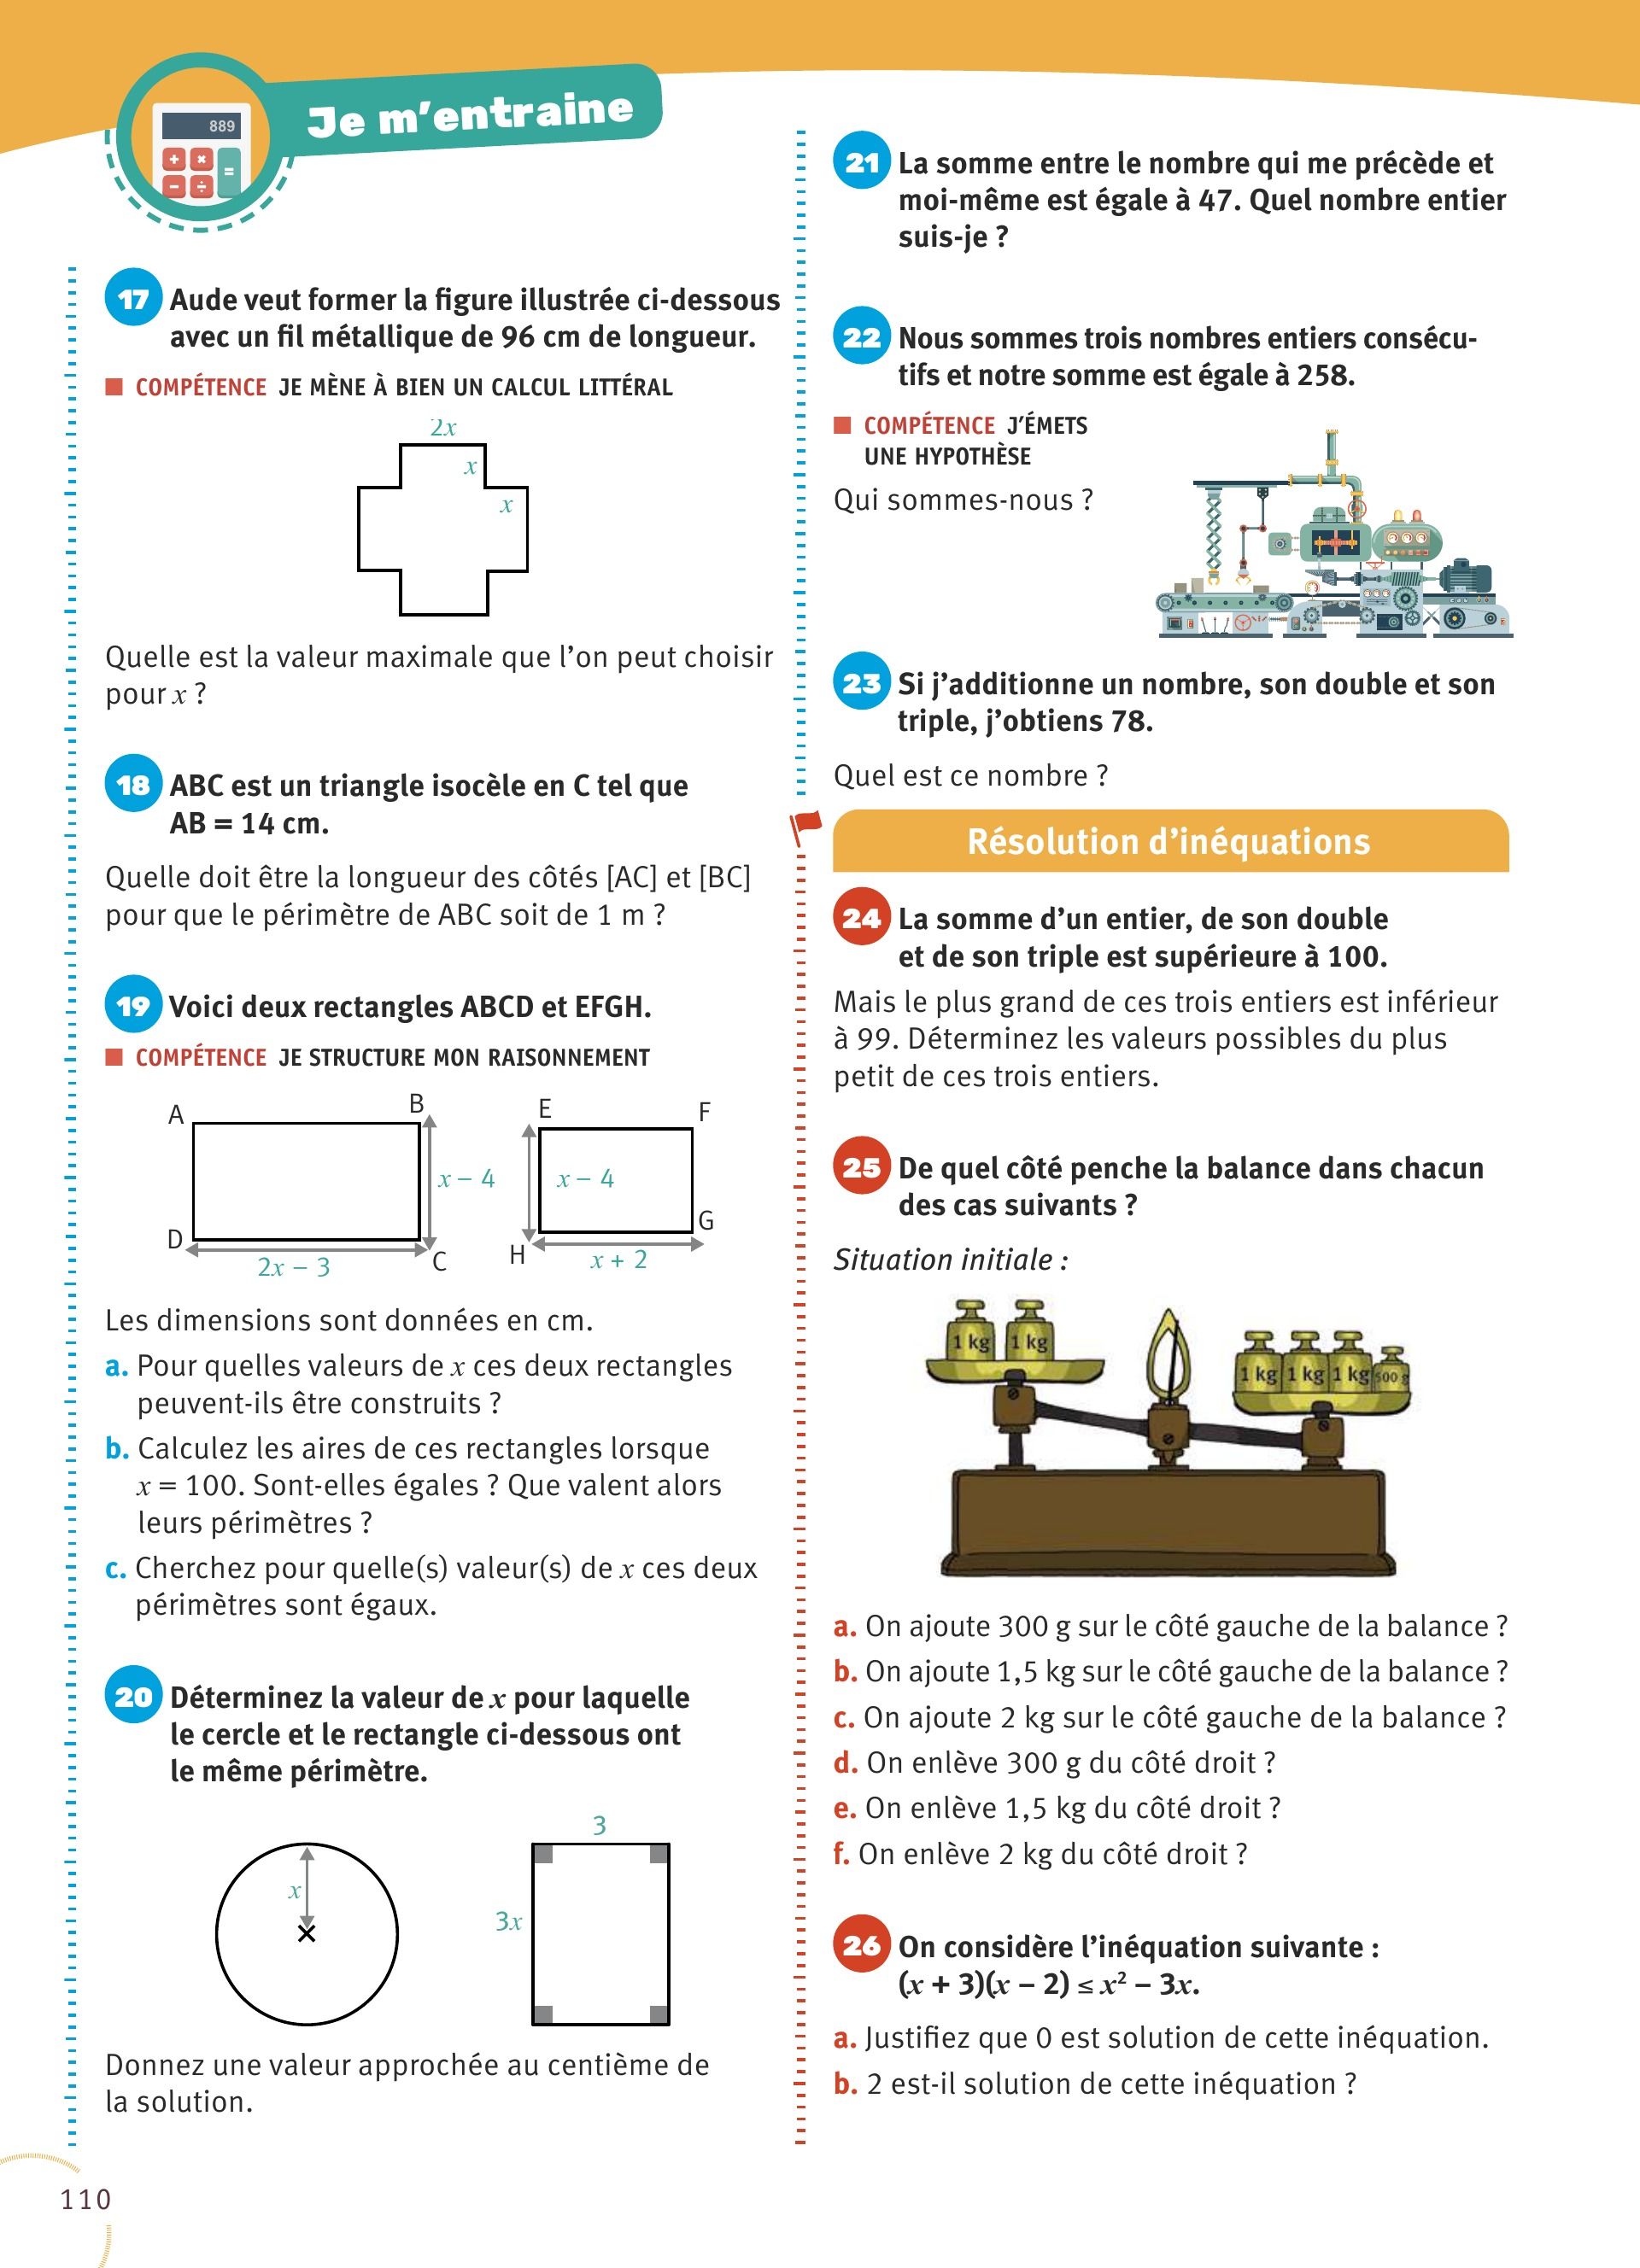 889
Je m'entraine
17 Aude veut former la figure illustrée ci-dessous
avec un fil métallique de 96 cm de longueur.
COMPÉTENCE JE MÈNE À BIEN UN CALCUL LITTÉRAL
2x
x
x
Quelle est la valeur maximale que l'on peut choisir
pour x ?
18 ABC est un triangle isocèle en C tel que
AB = 14 cm.
Quelle doit être la longueur des côtés [AC] et [BC]
pour que le périmètre de ABC soit de 1 m ?
19 Voici deux rectangles ABCD et EFGH.
COMPÉTENCE JE STRUCTURE MON RAISONNEMENT
A B E F
x – 4 x – 4
D C H G
2x – 3 x + 2
Les dimensions sont données en cm.
a. Pour quelles valeurs de x ces deux rectangles
peuvent-ils être construits ?
b. Calculez les aires de ces rectangles lorsque
x = 100. Sont-elles égales ? Que valent alors
leurs périmètres ?
c. Cherchez pour quelle(s) valeur(s) de x ces deux
périmètres sont égaux.
20 Déterminez la valeur de x pour laquelle
le cercle et le rectangle ci-dessous ont
le même périmètre.
3
x
3x
Donnez une valeur approchée au centième de
la solution.
110
21 La somme entre le nombre qui me précède et
moi-même est égale à 47. Quel nombre entier
suis-je ?
22 Nous sommes trois nombres entiers consécu-
tifs et notre somme est égale à 258.
COMPÉTENCE J'ÉMETS
UNE HYPOTHÈSE
Qui sommes-nous ?
23 Si j'additionne un nombre, son double et son
triple, j'obtiens 78.
Quel est ce nombre ?
Résolution d'inéquations
24 La somme d'un entier, de son double
et de son triple est supérieure à 100.
Mais le plus grand de ces trois entiers est inférieur
à 99. Déterminez les valeurs possibles du plus
petit de ces trois entiers.
25 De quel côté penche la balance dans chacun
des cas suivants ?
Situation initiale :
1 kg 1 kg
1 kg 1 kg 1 kg 500 g
a. On ajoute 300 g sur le côté gauche de la balance ?
b. On ajoute 1,5 kg sur le côté gauche de la balance ?
c. On ajoute 2 kg sur le côté gauche de la balance ?
d. On enlève 300 g du côté droit ?
e. On enlève 1,5 kg du côté droit ?
f. On enlève 2 kg du côté droit ?
26 On considère l'inéquation suivante :
(x + 3)(x – 2) ≤ x² – 3x.
a. Justifiez que 0 est solution de cette inéquation.
b. 2 est-il solution de cette inéquation ?